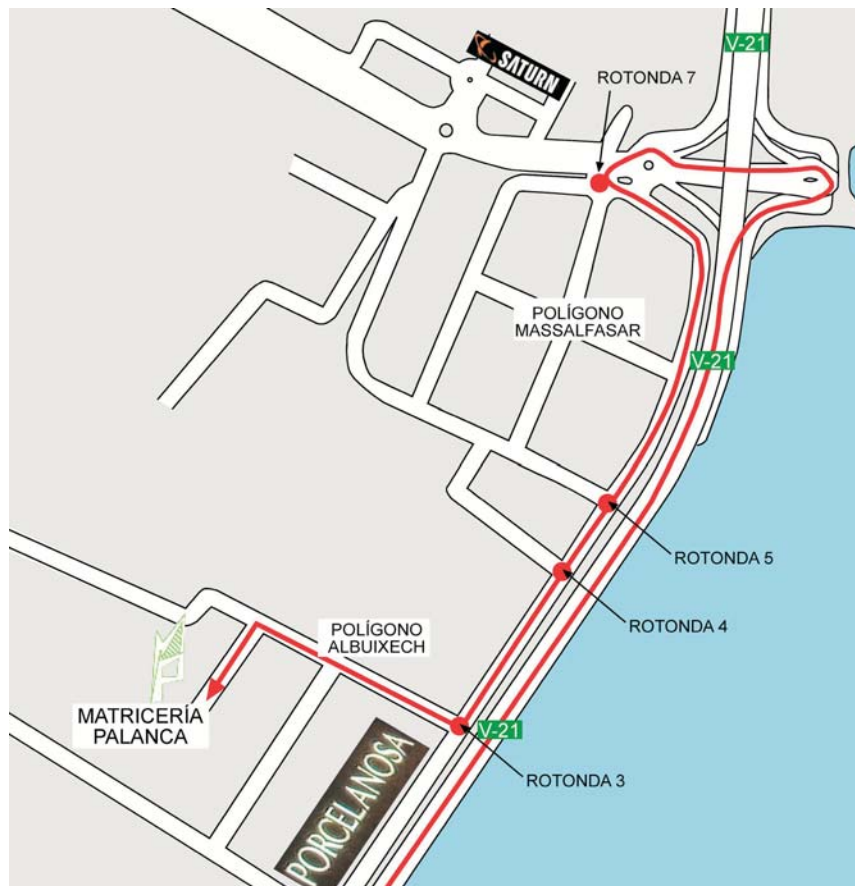 V-21
SATURN
ROTONDA 7
POLÍGONO
MASSALFASAR
V-21
ROTONDA 5
ROTONDA 4
POLÍGONO
ALBUIXECH
MATRICERÍA
PALANCA
V-21
ROTONDA 3
PORCELANOSA